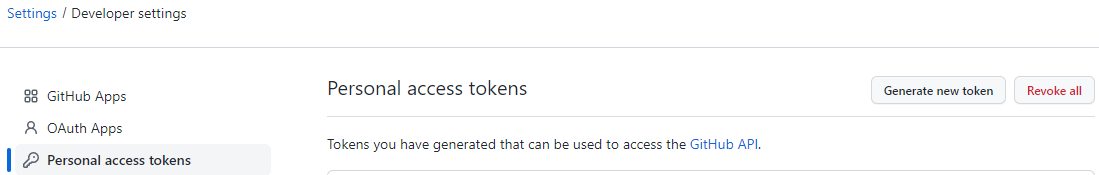 Settings / Developer settings
GitHub Apps
OAuth Apps
Personal access tokens
Personal access tokens
Generate new token
Revoke all
Tokens you have generated that can be used to access the GitHub API.